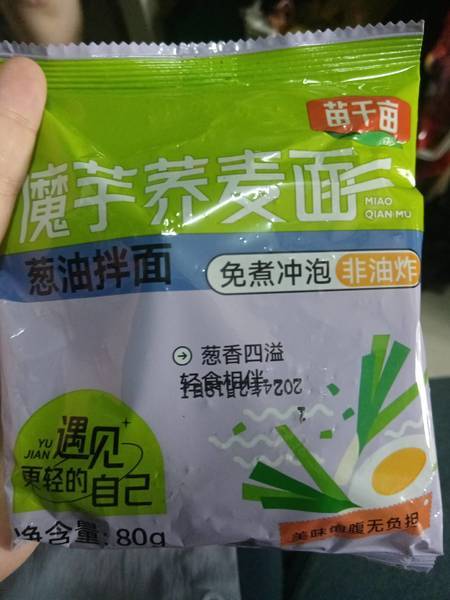 苗千亩
魔芋荞麦面
MIAO
QIAN MU
葱油拌面
免煮冲泡 非油炸
葱香四溢
轻食相伴
YU
JIAN
遇见
更轻的自己
净含量: 80g
美味饱腹无负担